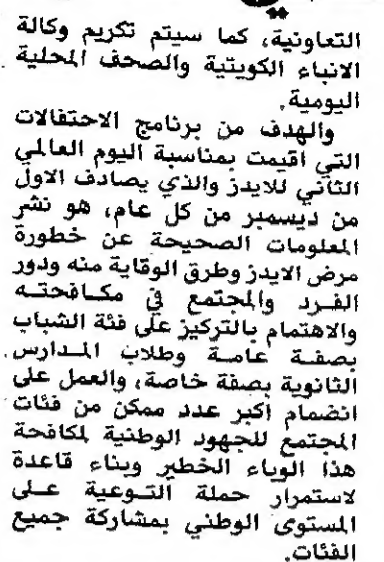 التعاونية، كما سيتم تكريم وكالة
الانباء الكويتية والصحف المحلية
اليومية.
والهدف من برنامج الاحتفالات
التي اقيمت بمناسبة اليوم العالمي
الثاني للايدز والذي يصادف الاول
من ديسمبر من كل عام، هو نشر
المعلومات الصحيحة عن خطورة
مرض الايدز وطرق الوقاية منه ودور
الفرد والمجتمع في مكافحته
والاهتمام بالتركيز على فئة الشباب
بصفة عامة وطلاب المدارس
الثانوية بصفة خاصة، والعمل على
انضمام اكبر عدد ممكن من فئات
المجتمع للجهود الوطنية لمكافحة
هذا الوباء الخطير وبناء قاعدة
لاستمرار حملة التوعية على
المستوى الوطني بمشاركة جميع
الفئات.